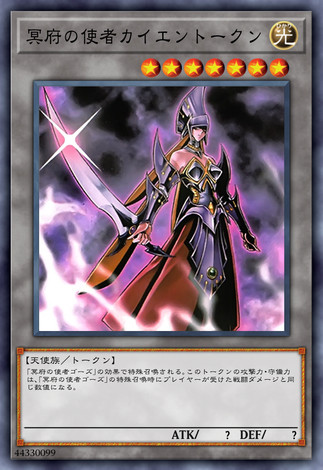 冥府の使者カイエントークン
光
【天使族／トークン】
「冥府の使者ゴーズ」の効果で特殊召喚される。このトークンの攻撃力・守備力
は、「冥府の使者ゴーズ」の特殊召喚時にプレイヤーが受けた戦闘ダメージと同
じ数値になる。
ATK/ ? DEF/ ?
44330099